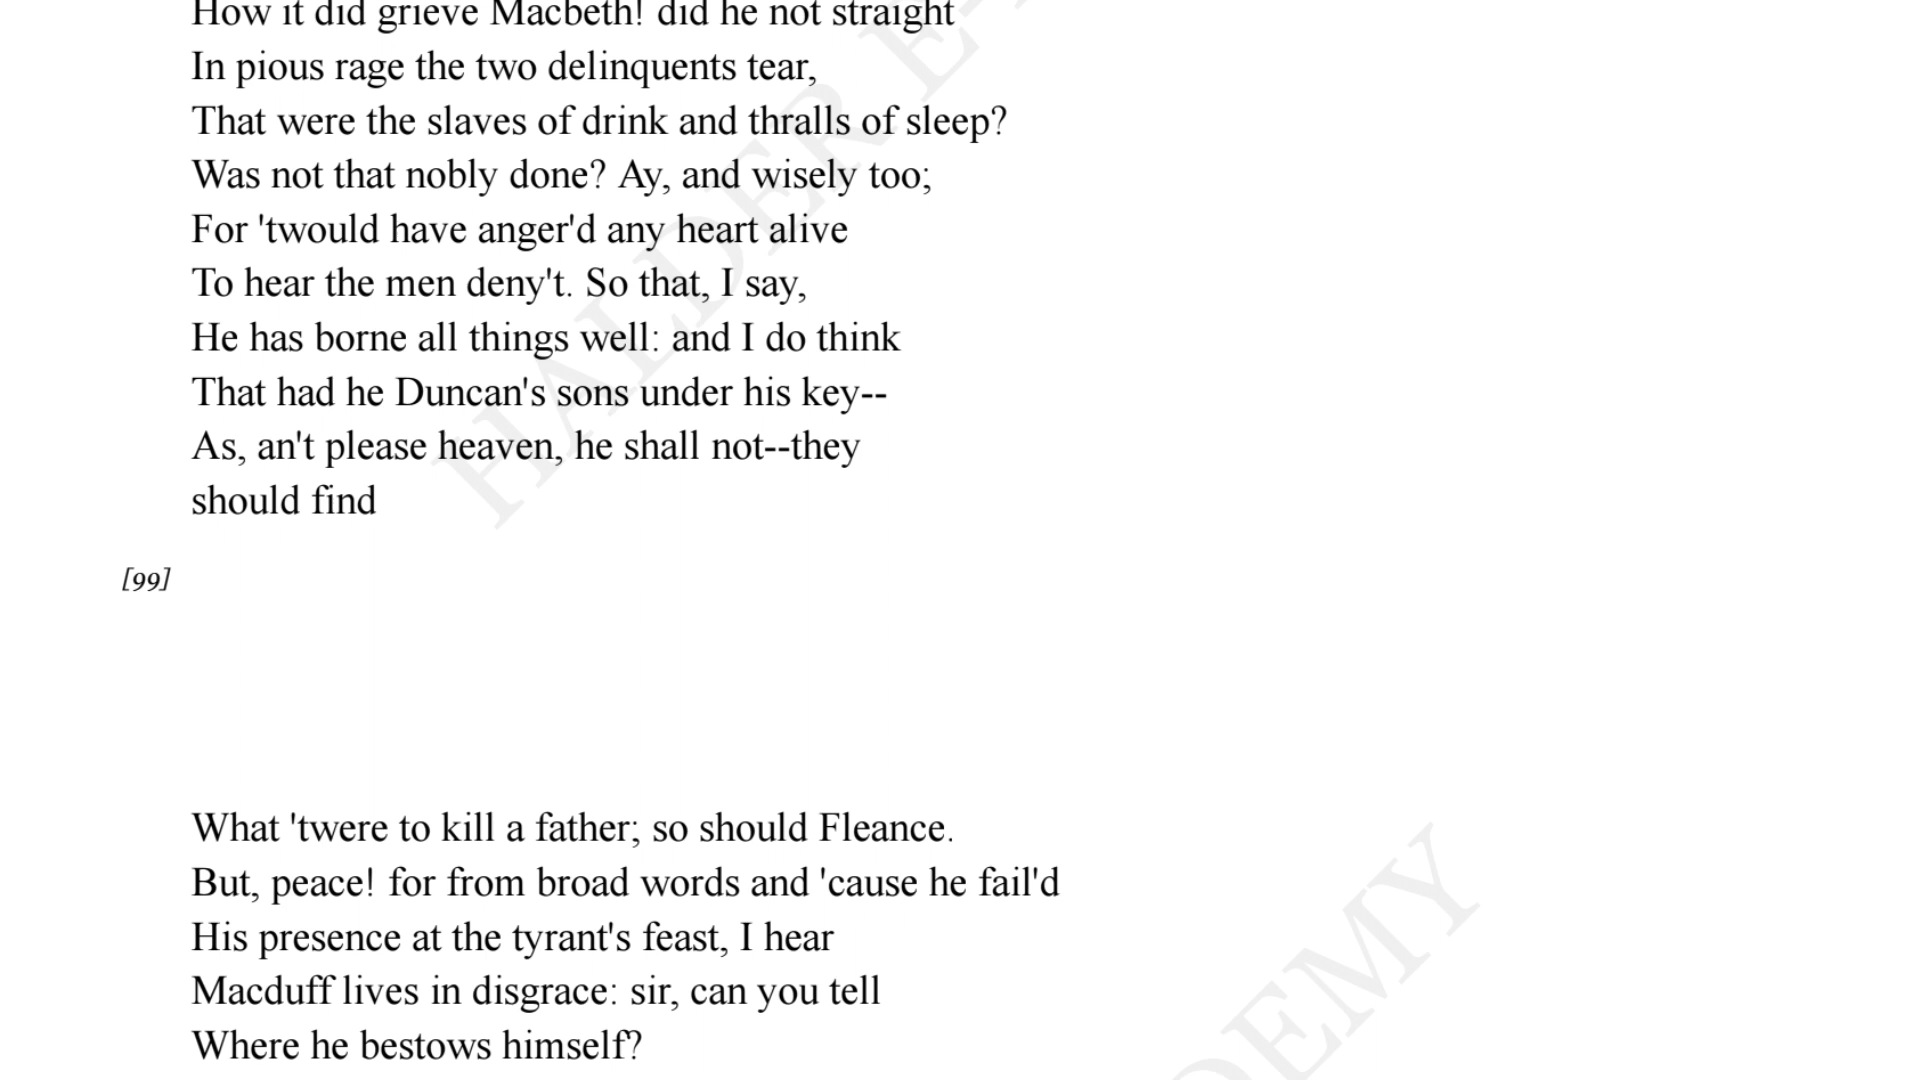 How it did grieve Macbeth! did he not straight
In pious rage the two delinquents tear,
That were the slaves of drink and thralls of sleep?
Was not that nobly done? Ay, and wisely too;
For 'twould have anger'd any heart alive
To hear the men deny't. So that, I say,
He has borne all things well: and I do think
That had he Duncan's sons under his key--
As, an't please heaven, he shall not--they
should find
[99]
What 'twere to kill a father; so should Fleance.
But, peace! for from broad words and 'cause he fail'd
His presence at the tyrant's feast, I hear
Macduff lives in disgrace: sir, can you tell
Where he bestows himself?
HALDER E-
DEMY